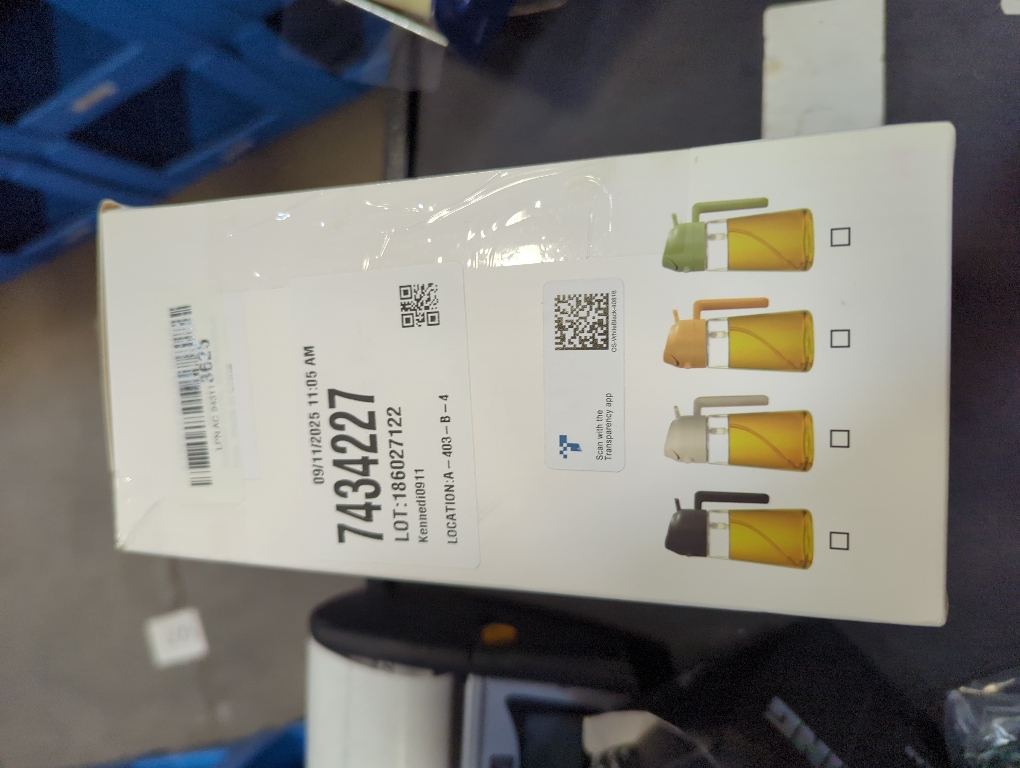 09/11/2025 11:05 AM
7434227
LOT:186027122
Kennedi0911
LOCATION:A-403-B-4
Scan with the
Transparency app